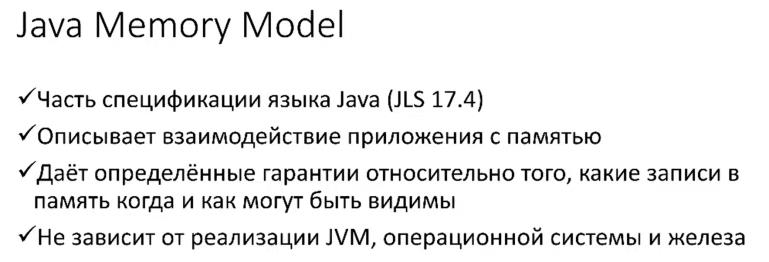 Java Memory Model
✓Часть спецификации языка Java (JLS 17.4)
✓Описывает взаимодействие приложения с памятью
✓Даёт определённые гарантии относительно того, какие записи в
память когда и как могут быть видимы
✓Не зависит от реализации JVM, операционной системы и железа